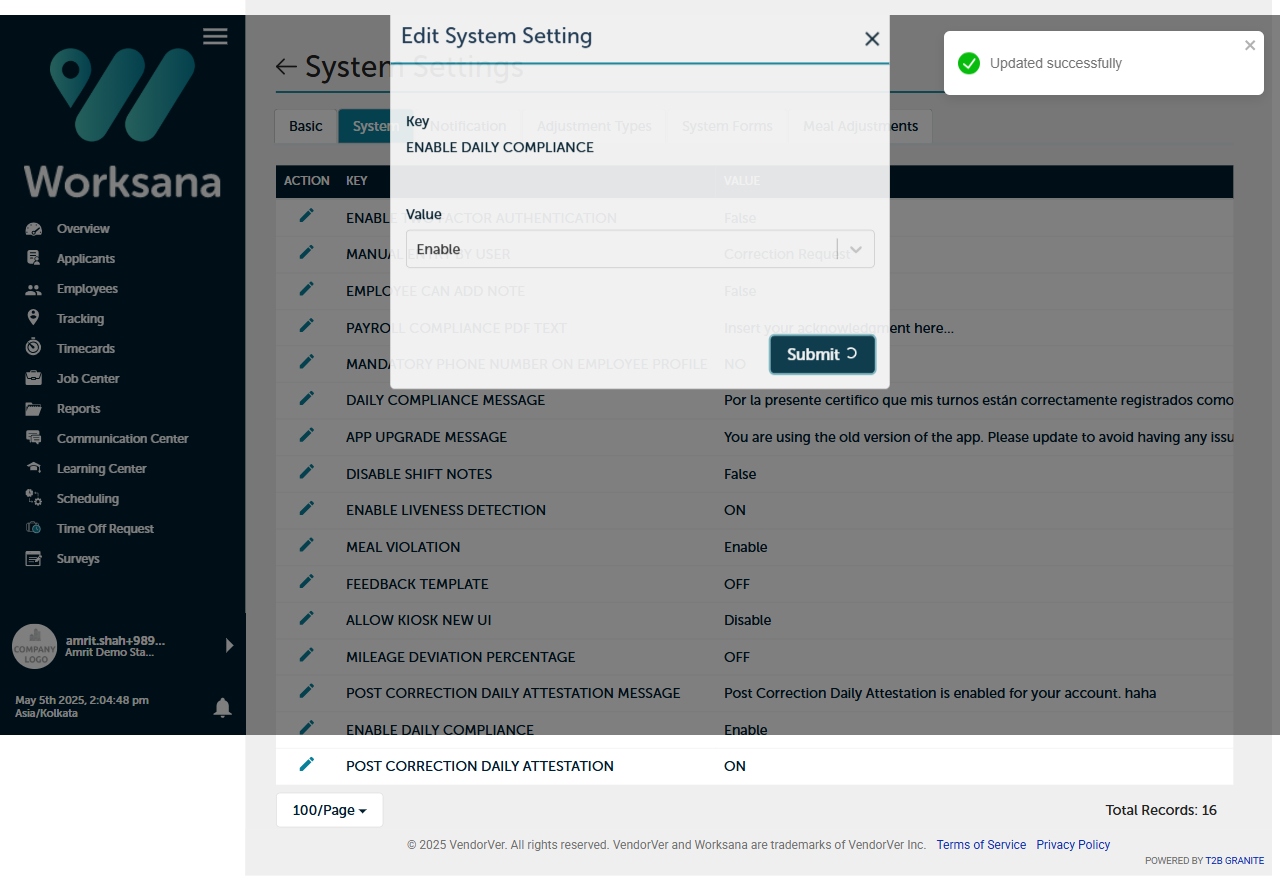 Worksana
Overview
Applicants
Employees
Tracking
Timecards
Job Center
Reports
Communication Center
Learning Center
Scheduling
Time Off Request
Surveys
COMPANY
LOGO
amrit.shah+989...
Amrit Demo Sta...
May 5th 2025, 2:04:48 pm
Asia/Kolkata
System Settings
Basic System Notification Adjustment Types System Forms Meal Adjustments
Edit System Setting
Key
ENABLE DAILY COMPLIANCE
Value
Enable
Submit
Updated successfully
ACTION KEY VALUE
ENABLE TWO FACTOR AUTHENTICATION False
MANUAL ENTRY BY USER Correction Request
EMPLOYEE CAN ADD NOTE False
PAYROLL COMPLIANCE PDF TEXT Insert your acknowledgment here...
MANDATORY PHONE NUMBER ON EMPLOYEE PROFILE NO
DAILY COMPLIANCE MESSAGE Por la presente certifico que mis turnos están correctamente registrados como
APP UPGRADE MESSAGE You are using the old version of the app. Please update to avoid having any issu
DISABLE SHIFT NOTES False
ENABLE LIVENESS DETECTION ON
MEAL VIOLATION Enable
FEEDBACK TEMPLATE OFF
ALLOW KIOSK NEW UI Disable
MILEAGE DEVIATION PERCENTAGE OFF
POST CORRECTION DAILY ATTESTATION MESSAGE Post Correction Daily Attestation is enabled for your account. haha
ENABLE DAILY COMPLIANCE Enable
POST CORRECTION DAILY ATTESTATION ON
100/Page Total Records: 16
© 2025 VendorVer. All rights reserved. VendorVer and Worksana are trademarks of VendorVer Inc. Terms of Service Privacy Policy
POWERED BY T2B GRANITE